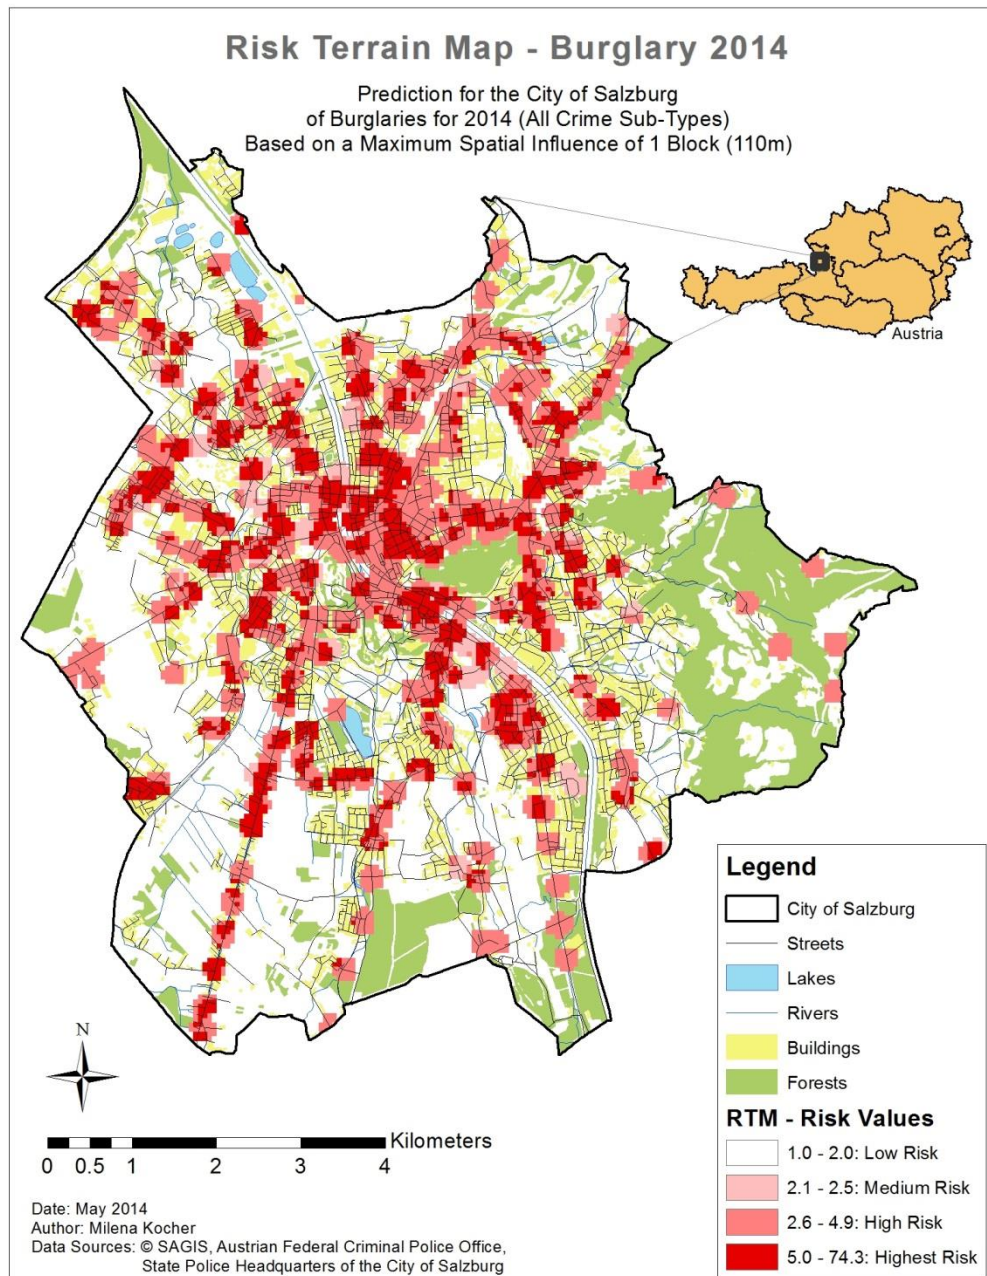 Risk Terrain Map - Burglary 2014
Prediction for the City of Salzburg
of Burglaries for 2014 (All Crime Sub-Types)
Based on a Maximum Spatial Influence of 1 Block (110m)
Austria
Legend
City of Salzburg
Streets
Lakes
Rivers
Buildings
Forests
RTM - Risk Values
1.0 - 2.0: Low Risk
2.1 - 2.5: Medium Risk
2.6 - 4.9: High Risk
5.0 - 74.3: Highest Risk
N
Kilometers
0 0.5 1 2 3 4
Date: May 2014
Author: Milena Kocher
Data Sources: © SAGIS, Austrian Federal Criminal Police Office,
State Police Headquarters of the City of Salzburg